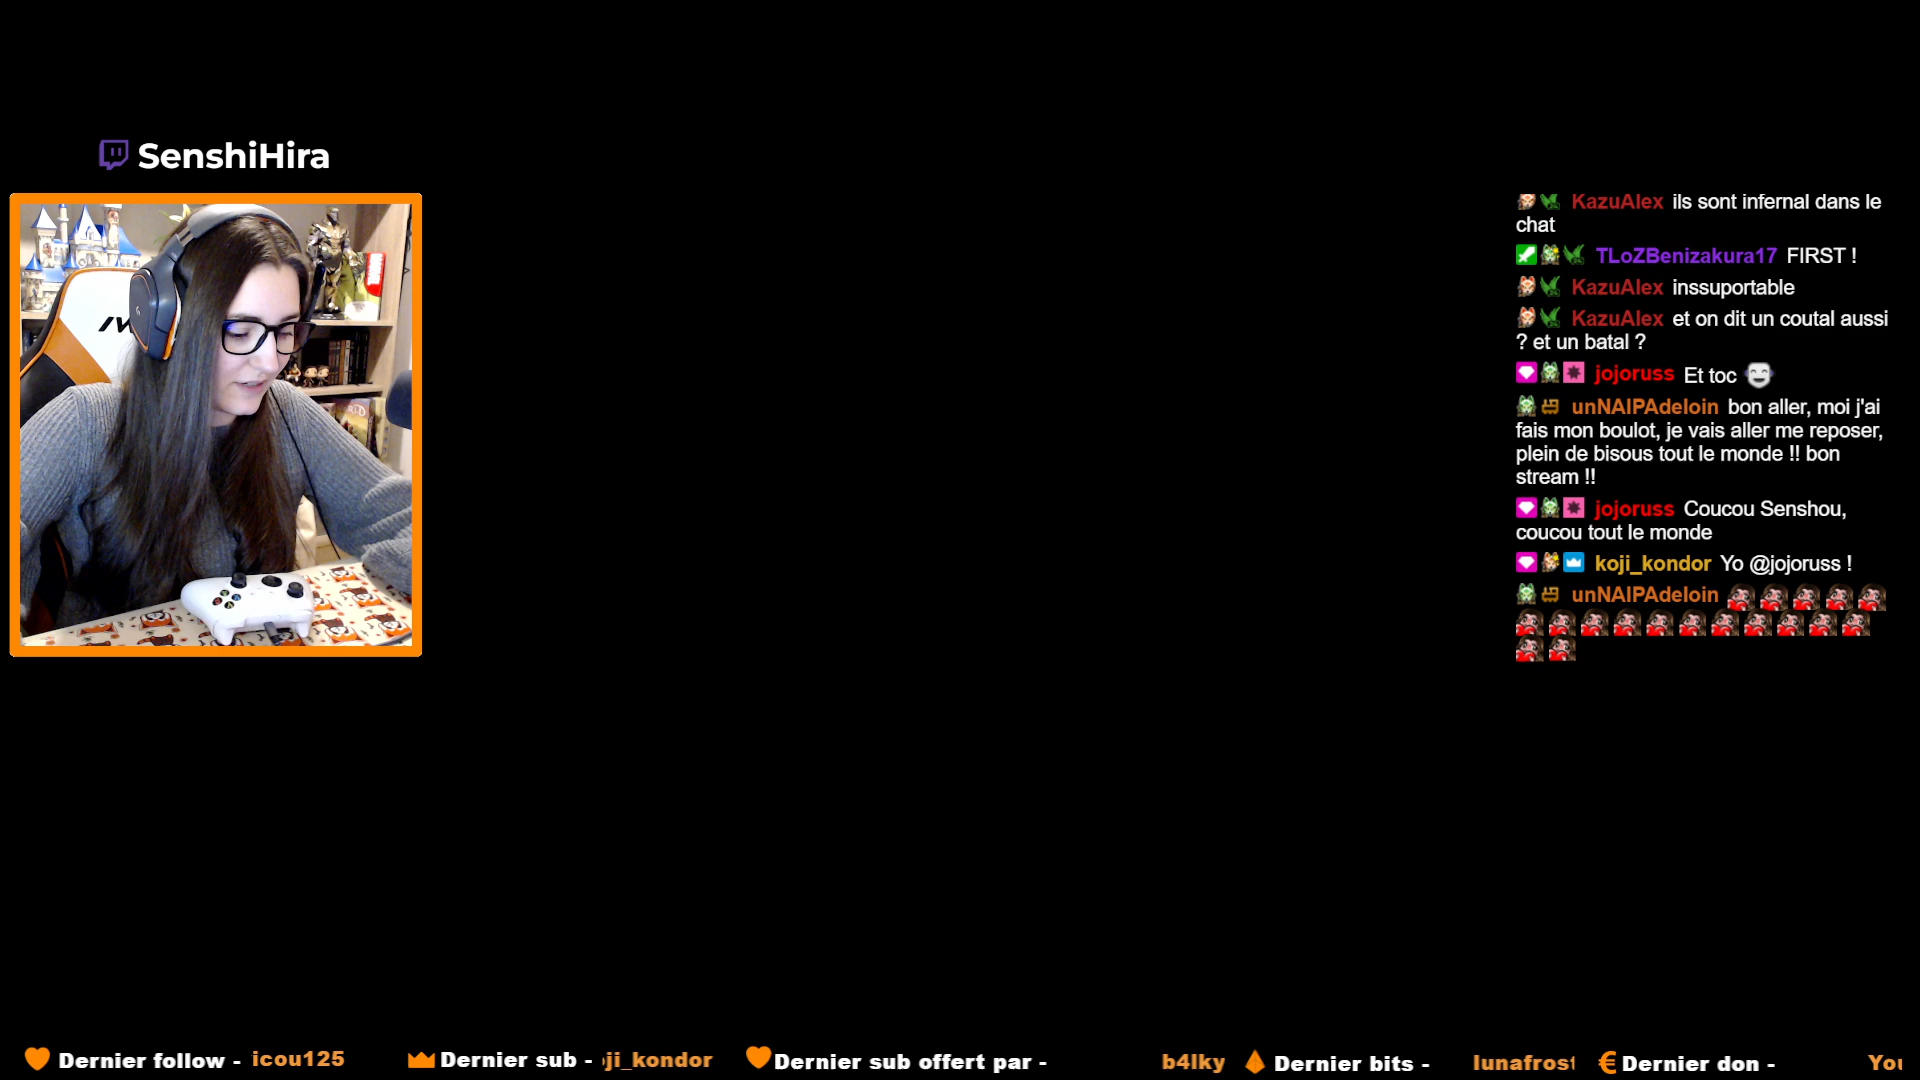 SenshiHira
KazuAlex ils sont infernal dans le
chat
TLoZBenizakura17 FIRST !
KazuAlex inssuportable
KazuAlex et on dit un coutal aussi
? et un batal ?
jojoruss Et toc
unNAIPAdeloin bon aller, moi j'ai
fais mon boulot, je vais aller me reposer,
plein de bisous tout le monde !! bon
stream !!
jojoruss Coucou Senshou,
coucou tout le monde
koji_kondor Yo @jojoruss !
unNAIPAdeloin
Dernier follow - icou125
Dernier sub - ji_kondor
Dernier sub offert par - b4lky
Dernier bits - lunafrost
Dernier don - You